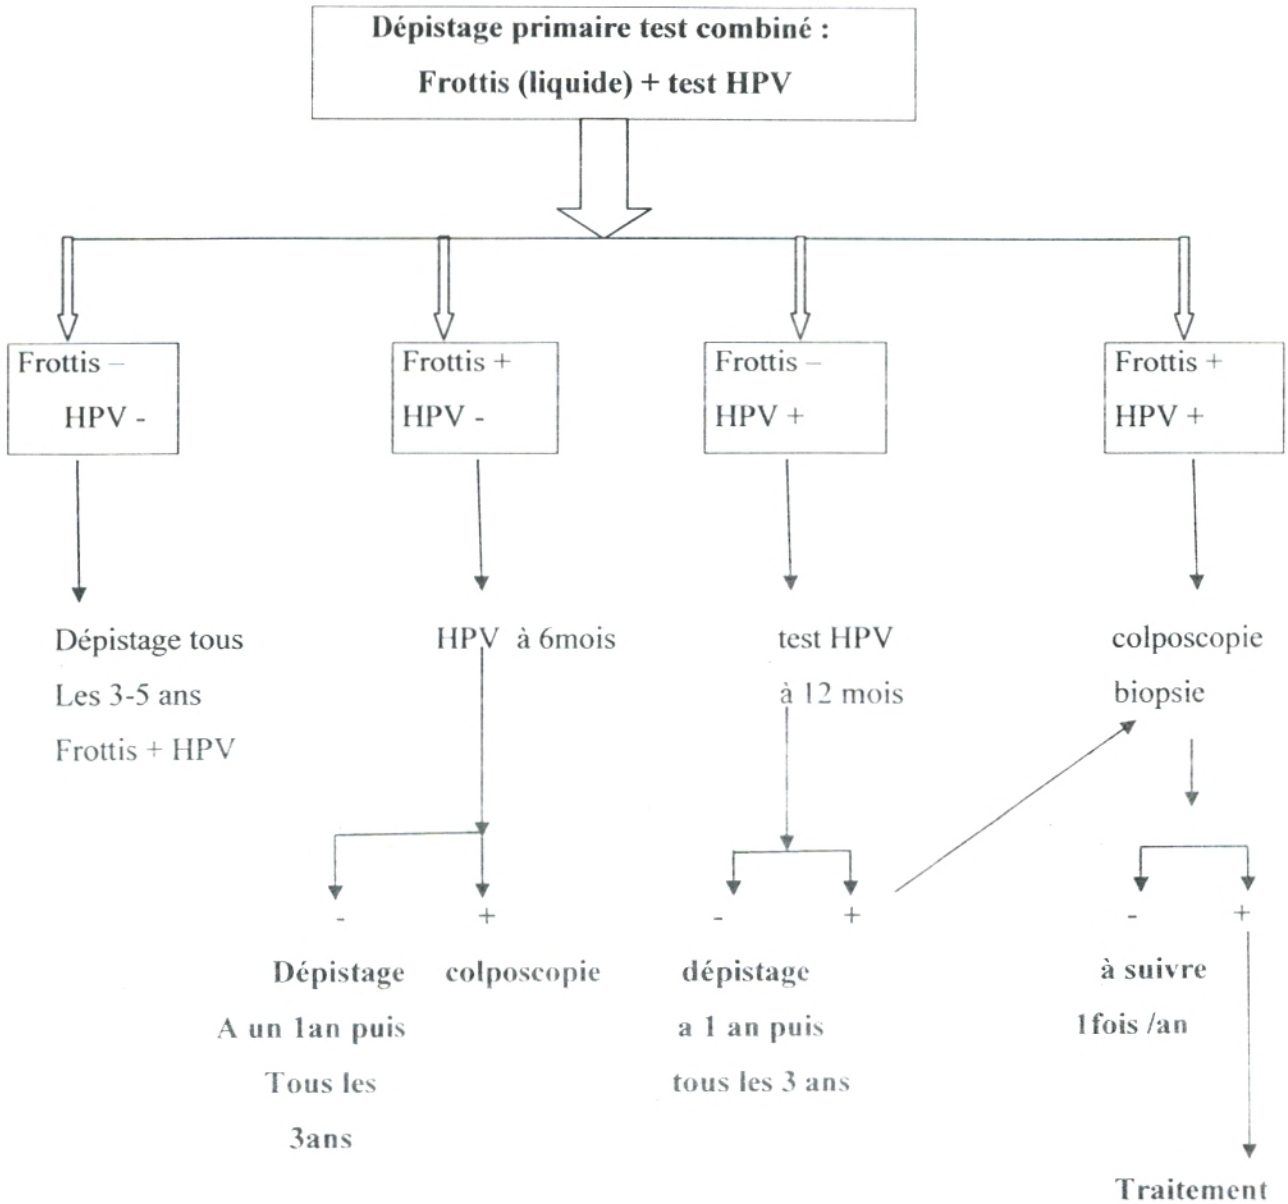 Dépistage primaire test combiné :
Frottis (liquide) + test HPV
Frottis –
HPV -
Frottis +
HPV -
Frottis –
HPV +
Frottis +
HPV +
Dépistage tous
Les 3-5 ans
Frottis + HPV
HPV à 6mois
test HPV
à 12 mois
colposcopie
biopsie
-
+
-
+
-
+
Dépistage
A un 1an puis
Tous les
3ans
colposcopie
dépistage
a 1 an puis
tous les 3 ans
à suivre
1fois /an
Traitement